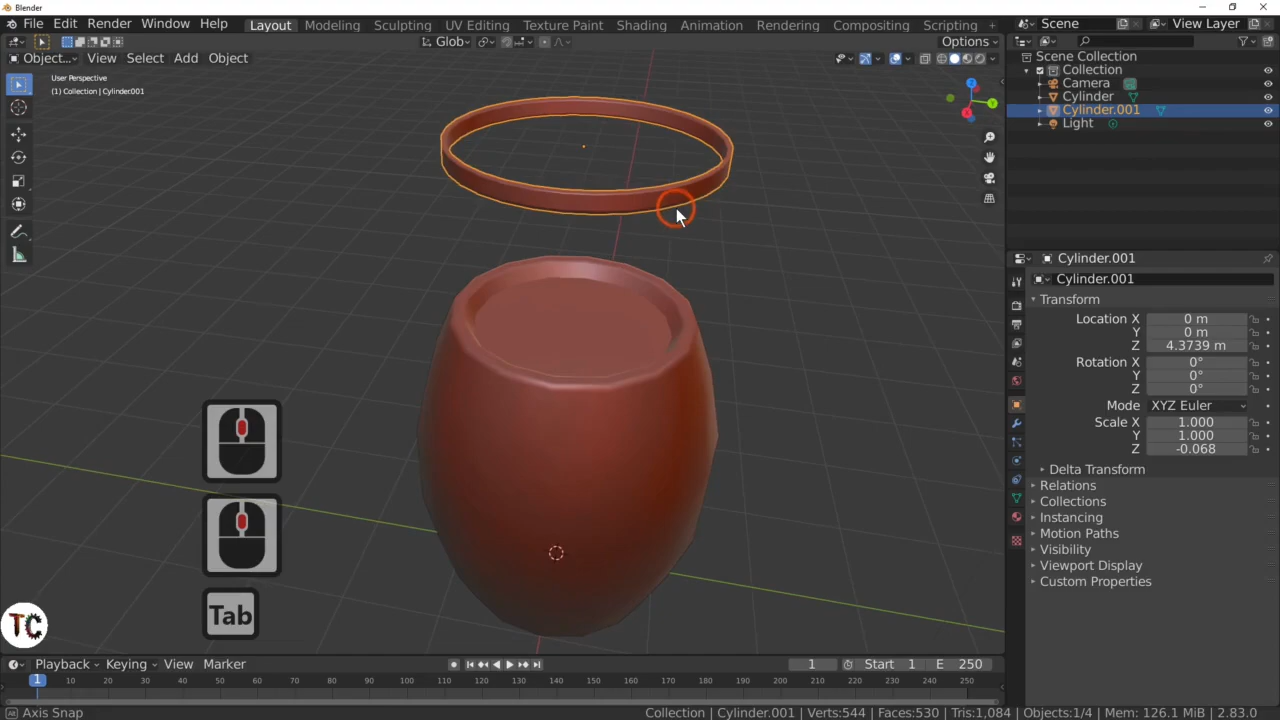 Blender
File Edit Render Window Help Layout Modeling Sculpting UV Editing Texture Paint Shading Animation Rendering Compositing Scripting + Scene View Layer
Object... View Select Add Object Glob Options
User Perspective
(1) Collection | Cylinder.001
Scene Collection
Collection
Camera
Cylinder
Cylinder.001
Light
Cylinder.001
Cylinder.001
Transform
Location X 0 m
Y 0 m
Z 4.3739 m
Rotation X 0°
Y 0°
Z 0°
Mode XYZ Euler
Scale X 1.000
Y 1.000
Z -0.068
Delta Transform
Relations
Collections
Instancing
Motion Paths
Visibility
Viewport Display
Custom Properties
Tab
TC
Playback Keying View Marker 1 Start 1 E 250
1 10 20 30 40 50 60 70 80 90 100 110 120 130 140 150 160 170 180 190 200 210 220 230 240 250
Axis Snap Collection | Cylinder.001 | Verts:544 | Faces:530 | Tris:1,084 | Objects:1/4 | Mem: 126.1 MiB | 2.83.0